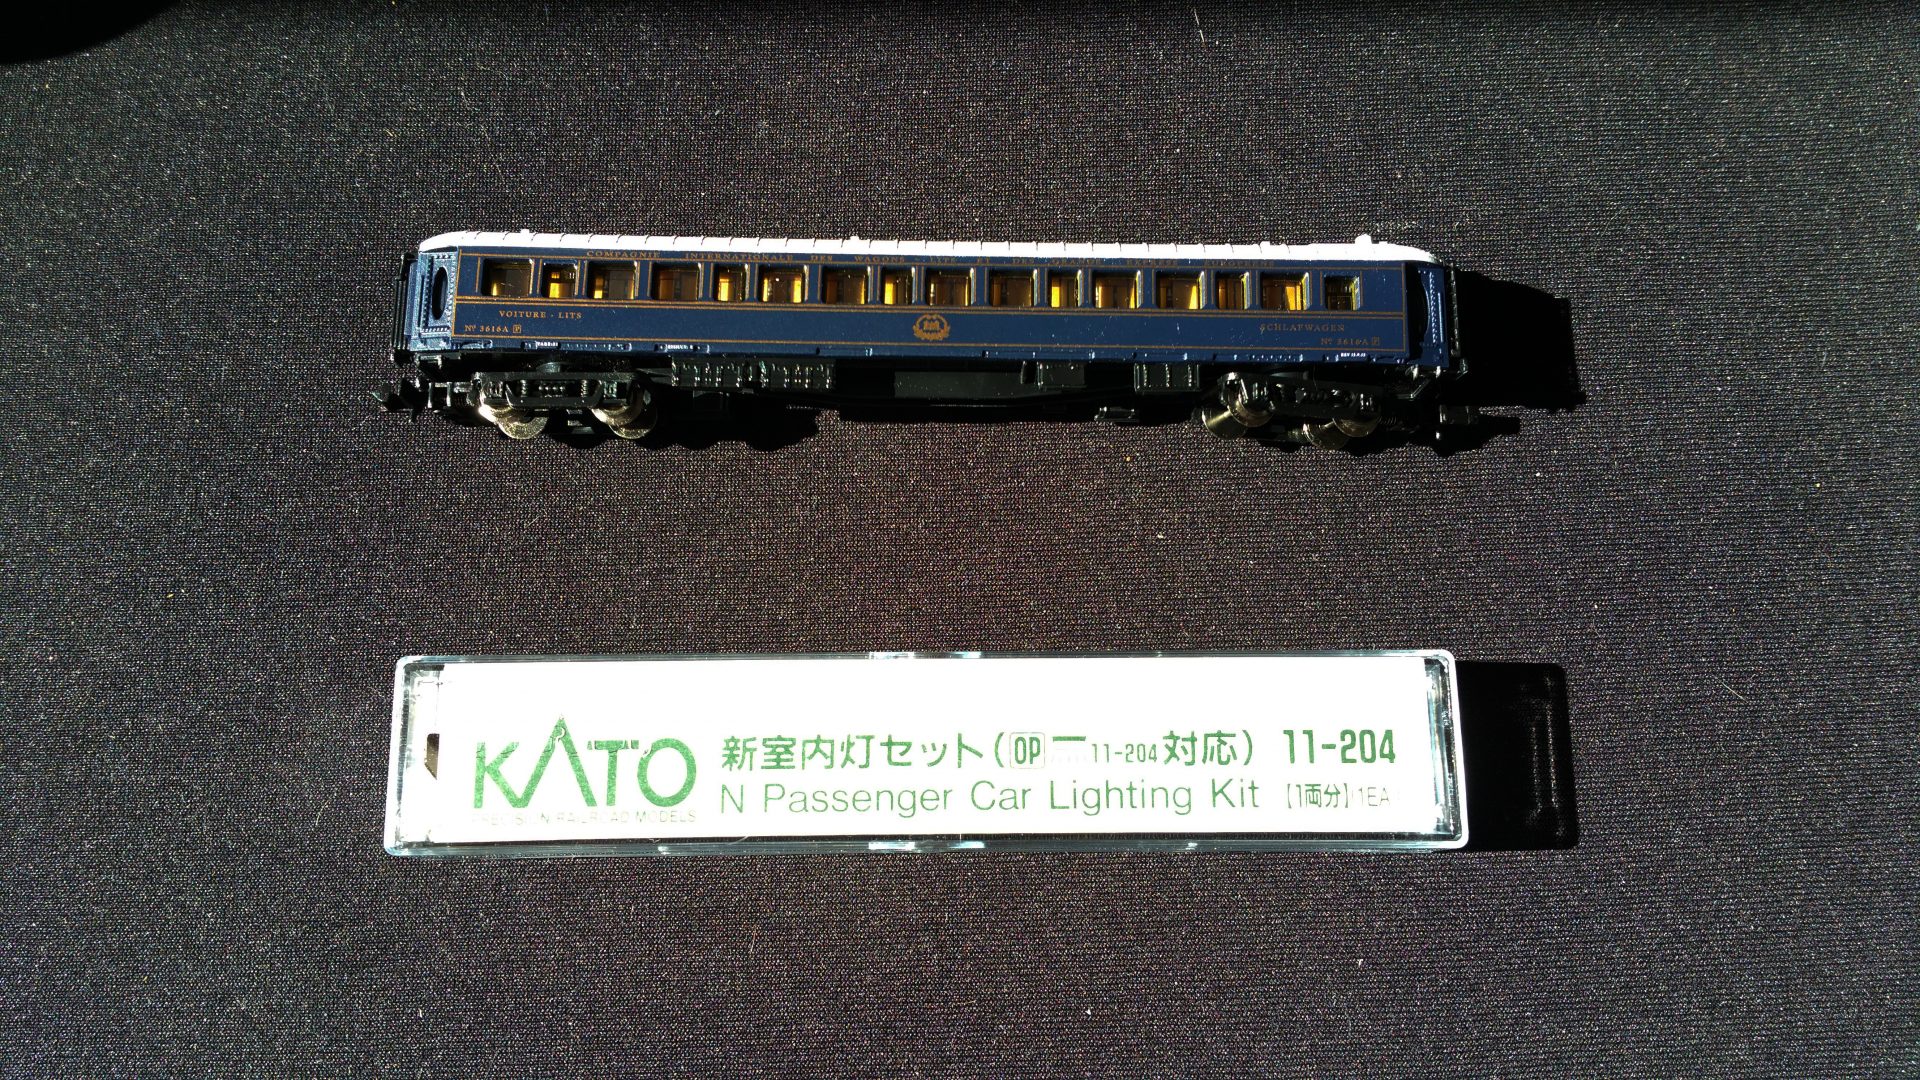 COMPAGNIE INTERNATIONALE DES WAGONS
VOITURE - LITS
Nº 3616A P
SCHLAFWAGEN
Nº 3616A P
KATO
PRECISION RAILROAD MODELS
新室内灯セット(OP 11-204対応) 11-204
N Passenger Car Lighting Kit 【1両分】1EA